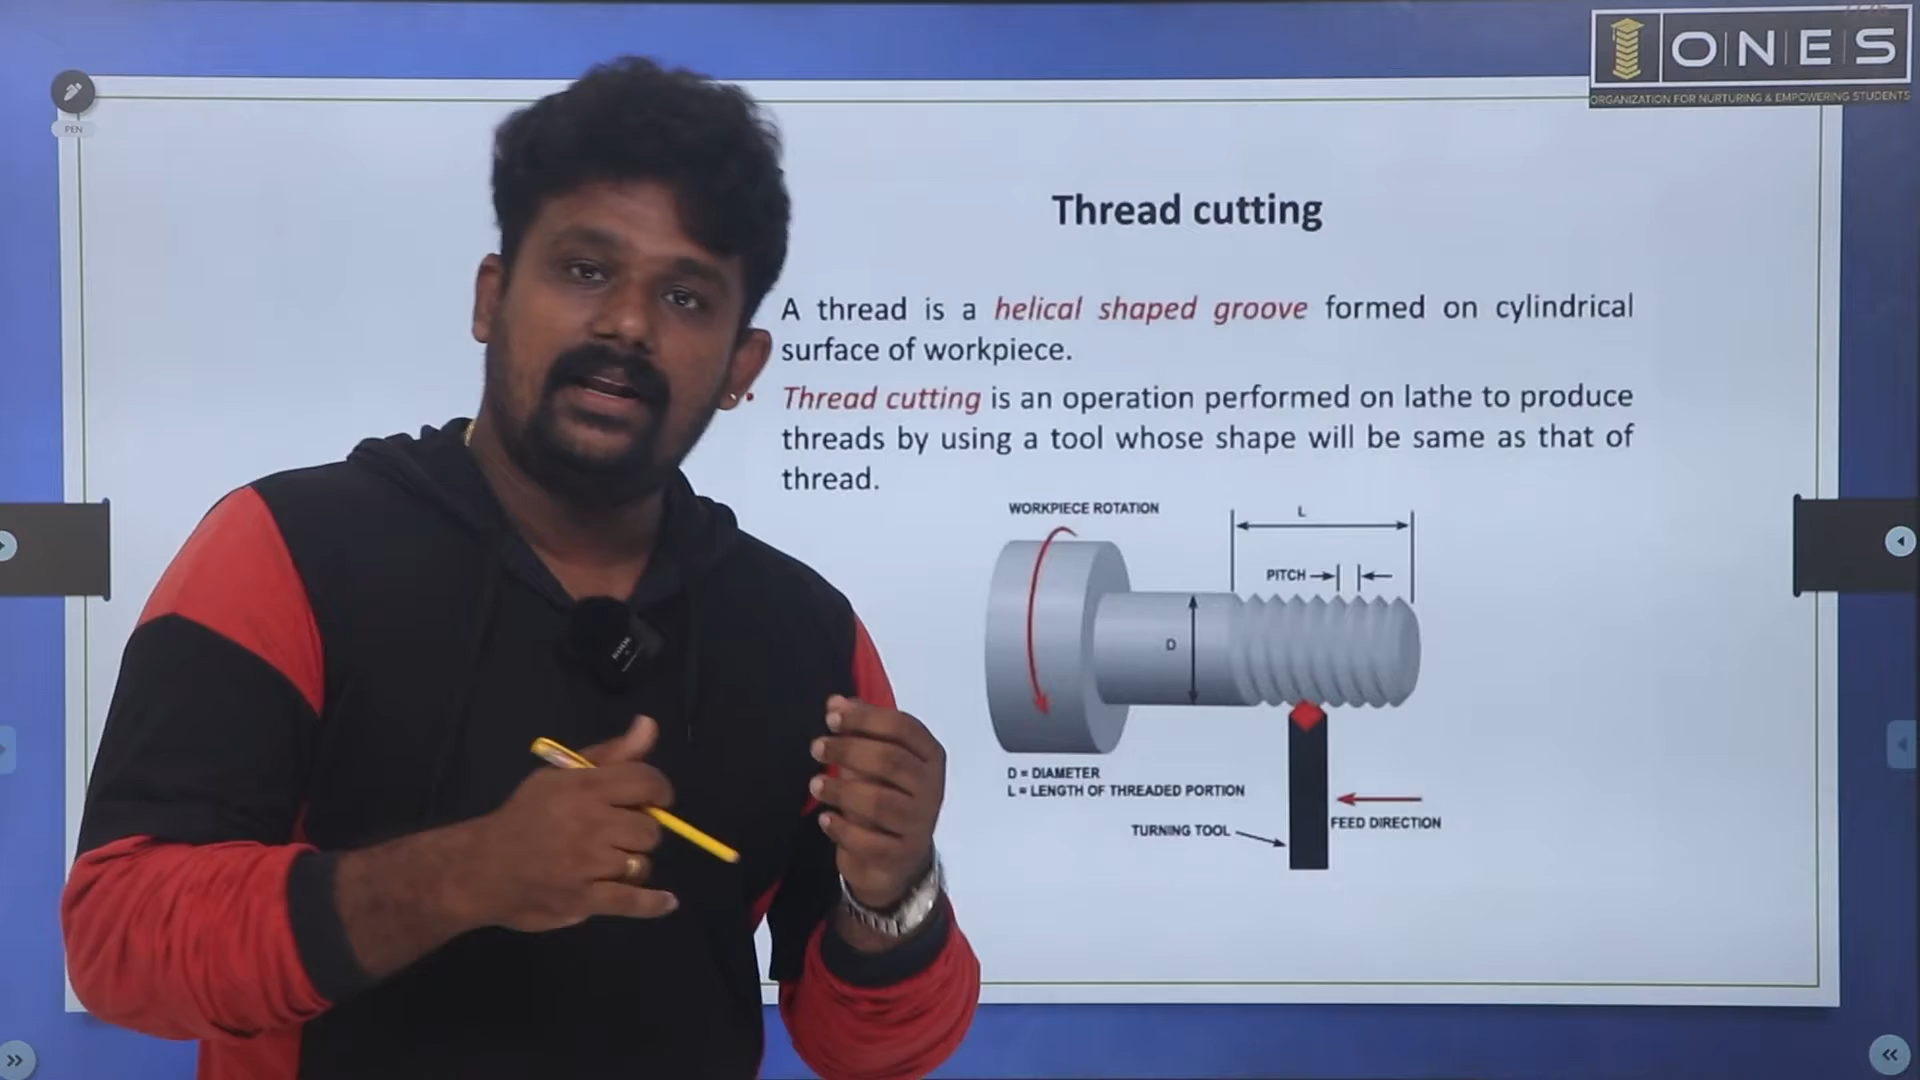 ONES
ORGANIZATION FOR NURTURING & EMPOWERING STUDENTS
PEN
Thread cutting
A thread is a helical shaped groove formed on cylindrical
surface of workpiece.
• Thread cutting is an operation performed on lathe to produce
threads by using a tool whose shape will be same as that of
thread.
WORKPIECE ROTATION
L
PITCH
D
D = DIAMETER
L = LENGTH OF THREADED PORTION
TURNING TOOL
FEED DIRECTION